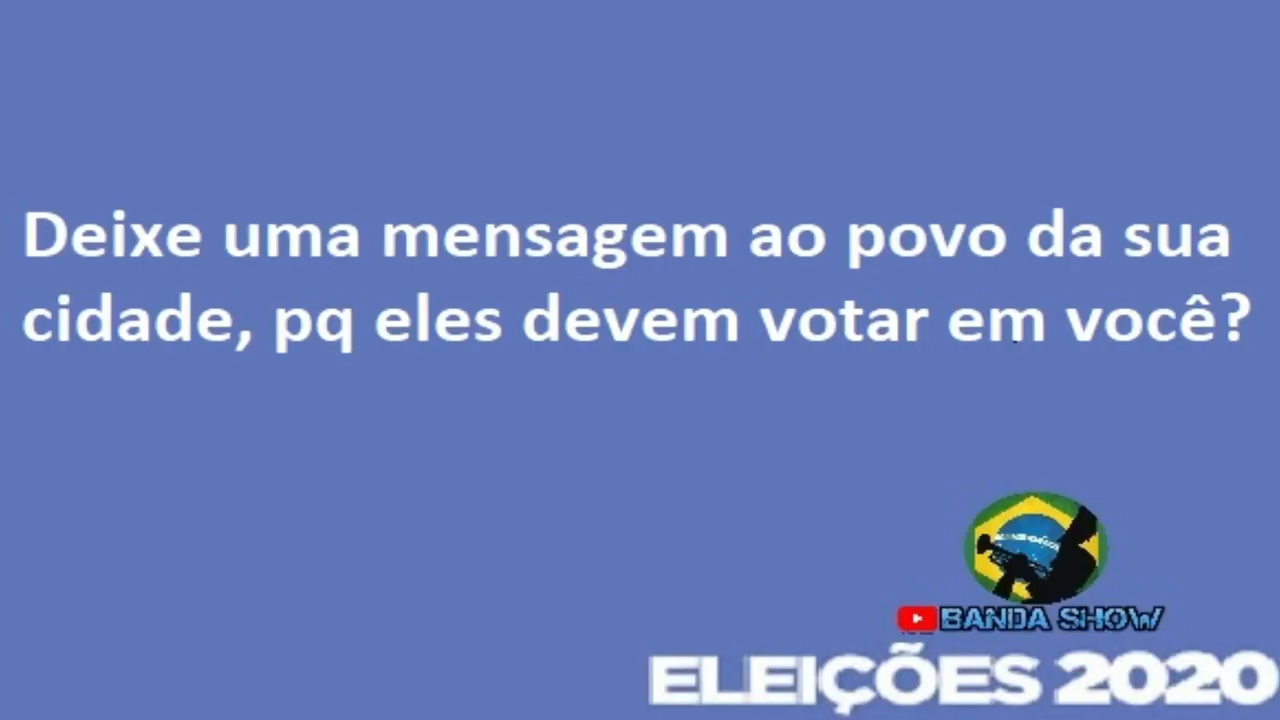 Deixe uma mensagem ao povo da sua
cidade, pq eles devem votar em você?
BANDA SHOW
ELEIÇÕES 2020